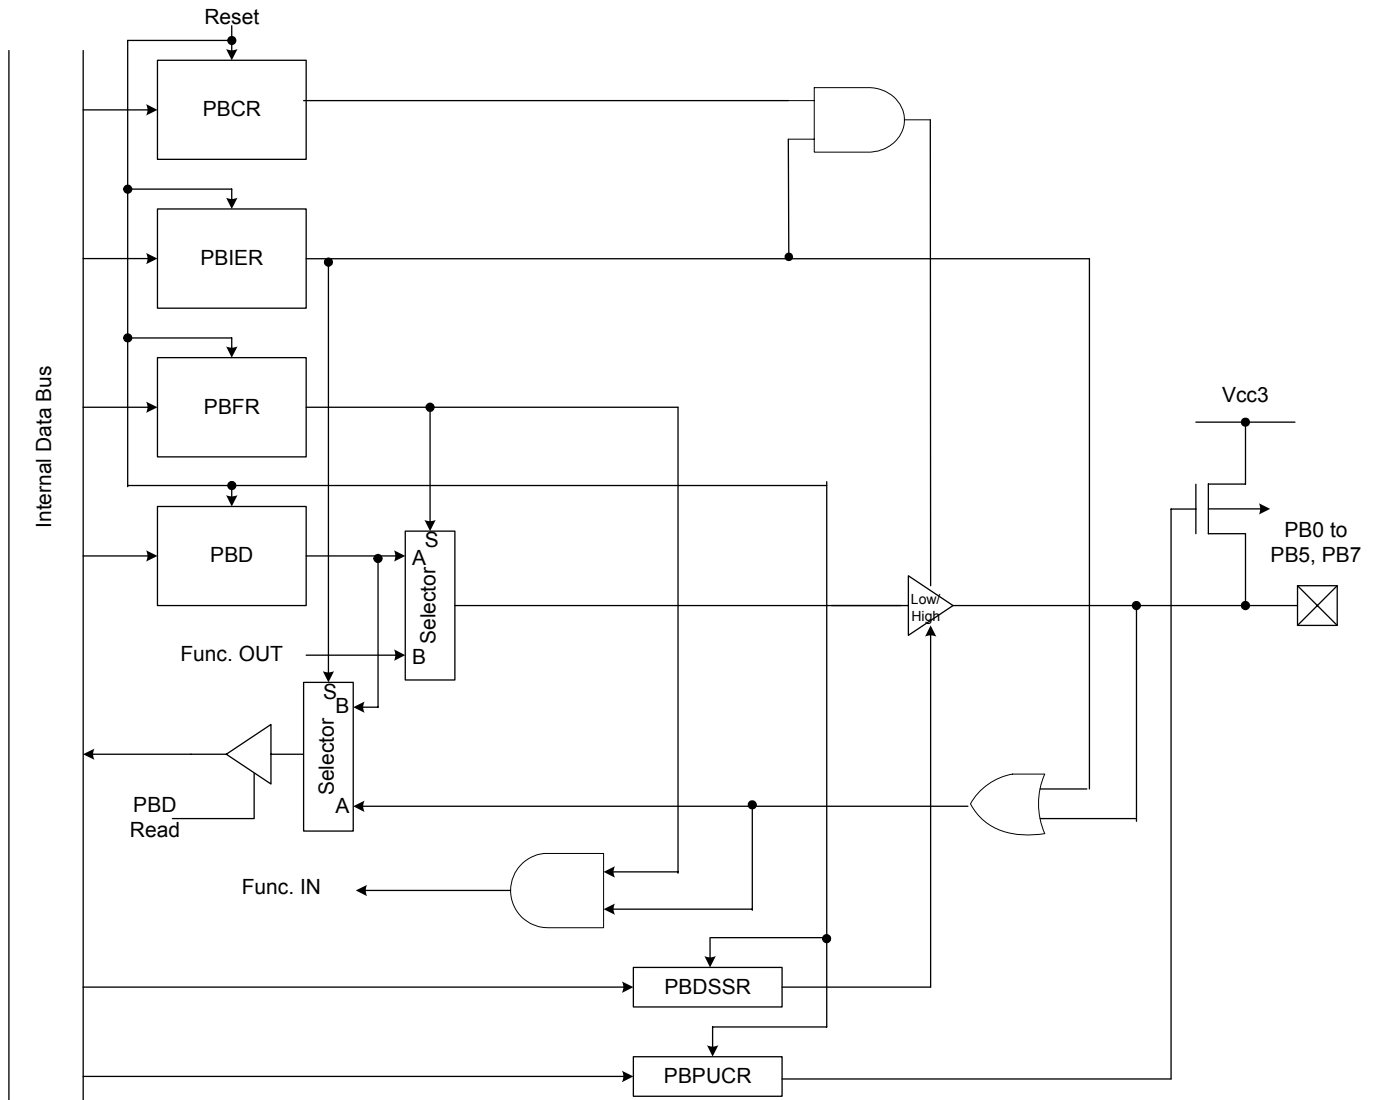 Reset
PBCR
PBIER
Internal Data Bus
PBFR
Vcc3
PBD
S
A
Selector
B
Low/
High
PB0 to
PB5, PB7
Func. OUT
S
B
Selector
A
PBD
Read
Func. IN
PBDSSR
PBPUCR